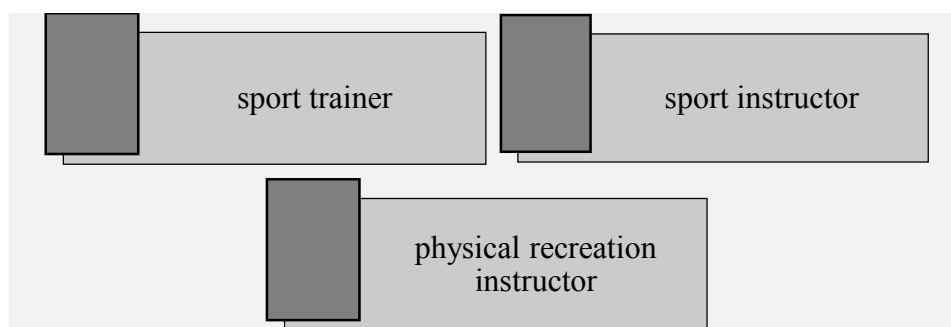 sport trainer
sport instructor
physical recreation
instructor